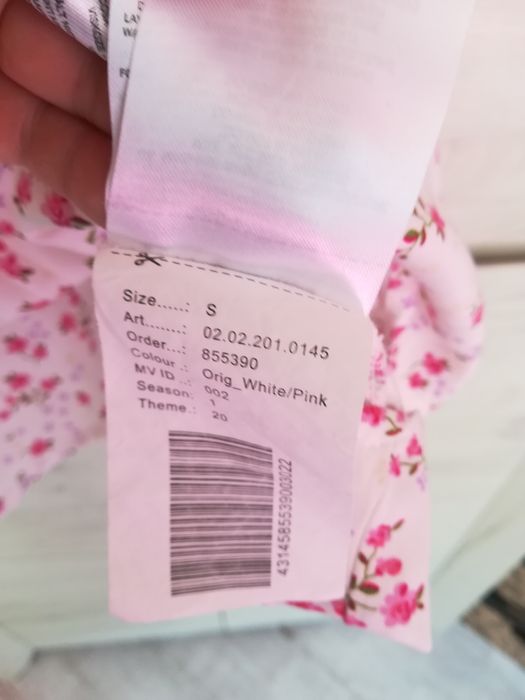 Size.....: S
Art.......: 02.02.201.0145
Order...: 855390
Colour .: Orig_White/Pink
MV ID ..: 002
Season: 1
Theme.: 20
4314585539003022